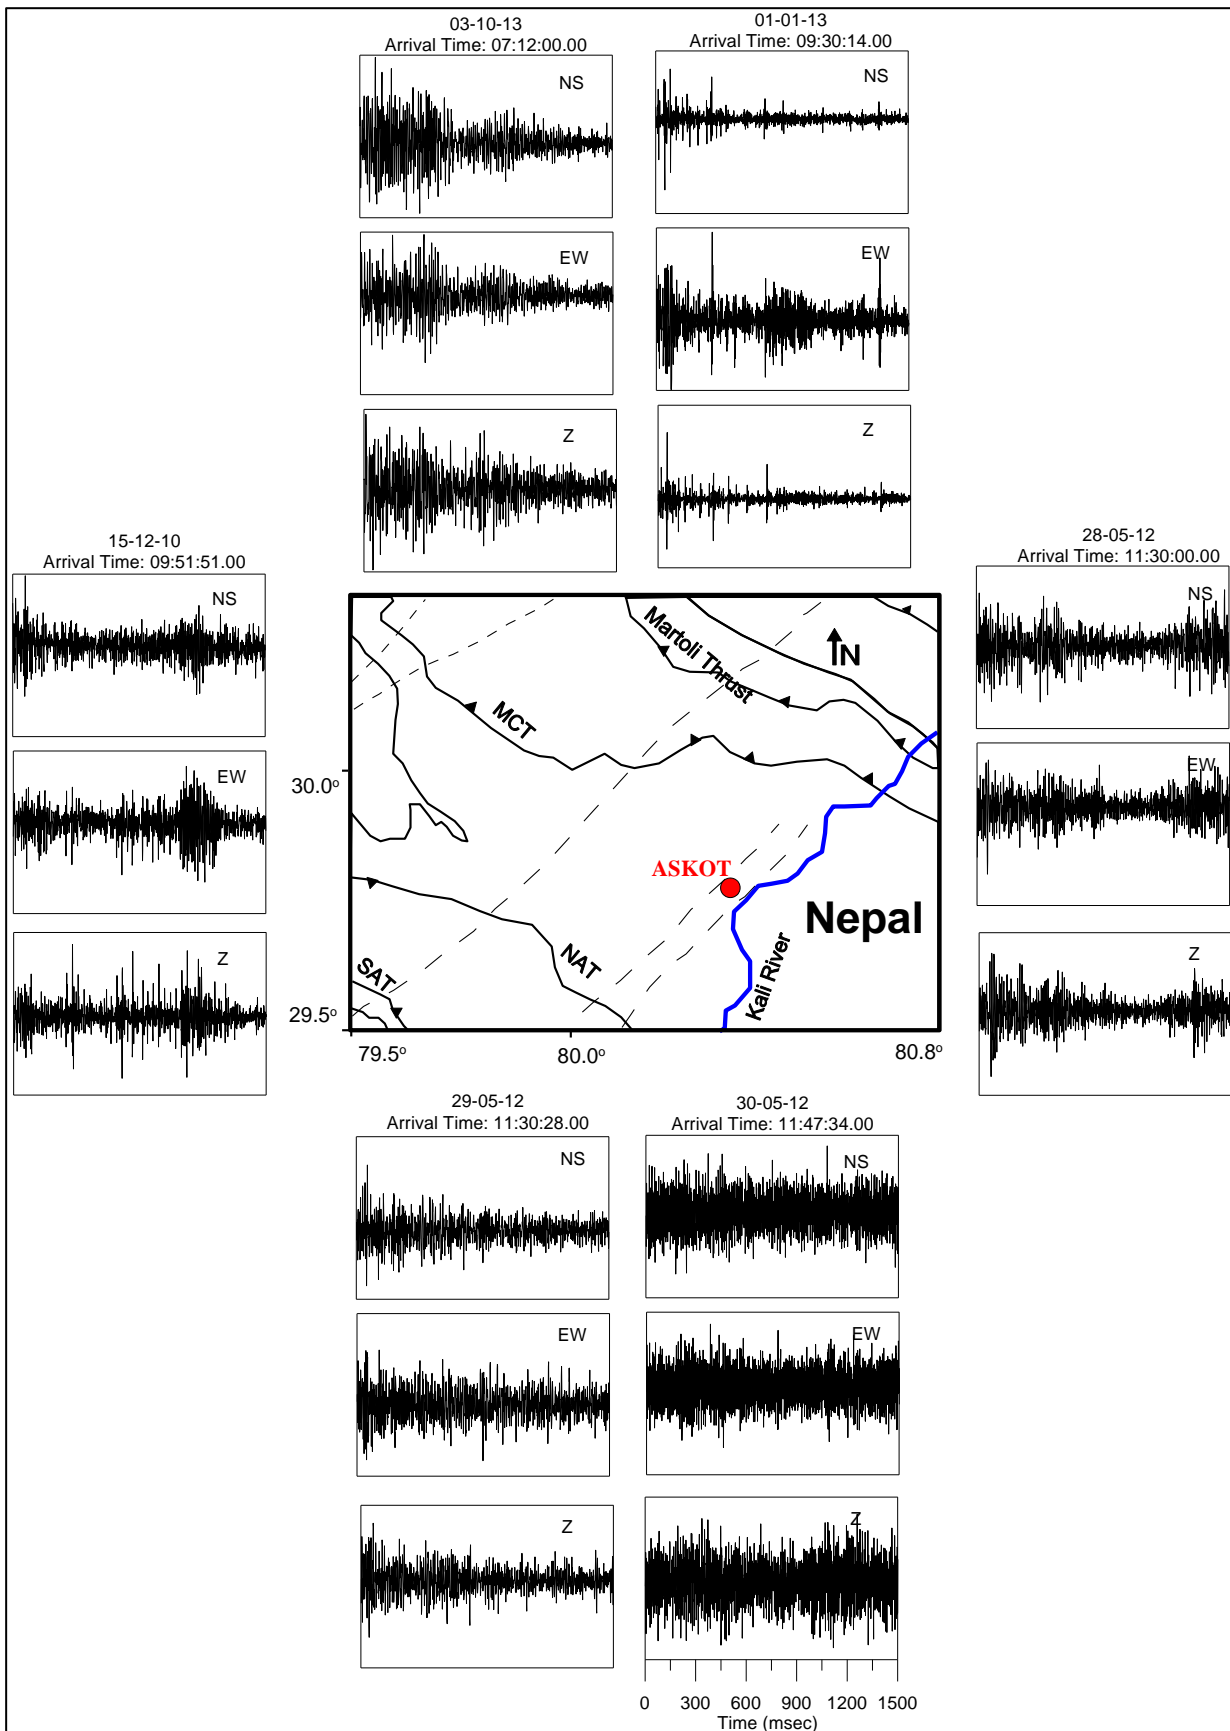 03-10-13
Arrival Time: 07:12:00.00
NS
EW
Z
01-01-13
Arrival Time: 09:30:14.00
NS
EW
Z
15-12-10
Arrival Time: 09:51:51.00
NS
EW
Z
28-05-12
Arrival Time: 11:30:00.00
NS
EW
Z
Martoli Thrust
N
MCT
30.0°
ASKOT
Nepal
SAT
NAT
Kali River
29.5°
79.5°
80.0°
80.8°
29-05-12
Arrival Time: 11:30:28.00
NS
EW
Z
30-05-12
Arrival Time: 11:47:34.00
NS
EW
Z
0 300 600 900 1200 1500
Time (msec)